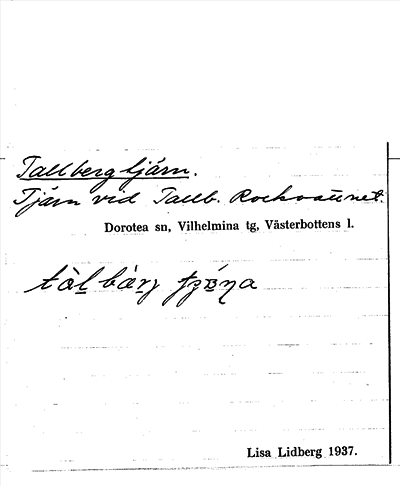 Tallbergtjärn.
Tjärn vid Tallb. Rockvattnet.
Dorotea sn, Vilhelmina tg, Västerbottens l.
Lisa Lidberg 1937.